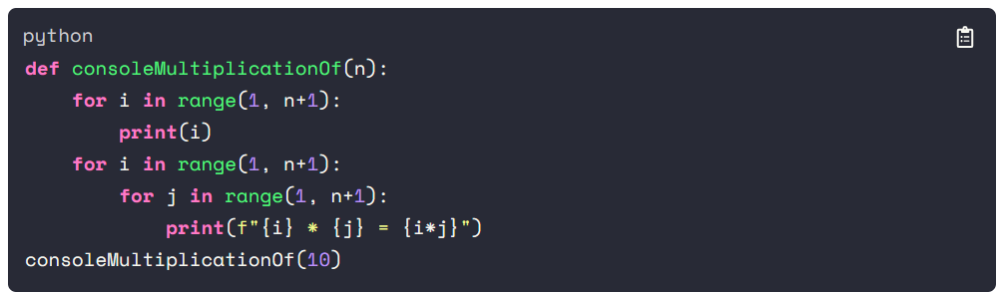 python
def consoleMultiplicationOf(n):
    for i in range(1, n+1):
        print(i)
    for i in range(1, n+1):
        for j in range(1, n+1):
            print(f"{i} * {j} = {i*j}")
consoleMultiplicationOf(10)